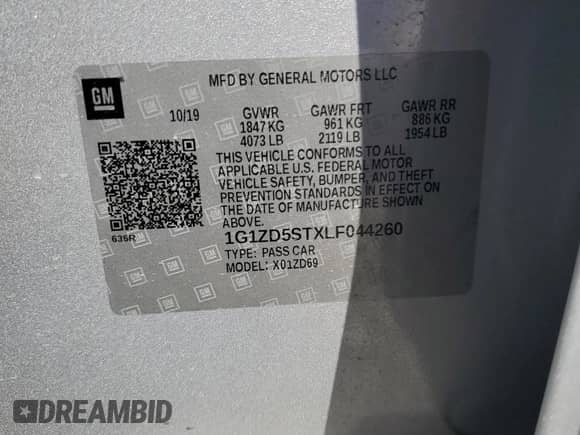 GM
MFD BY GENERAL MOTORS LLC
10/19 GVWR GAWR FRT GAWR RR
1847 KG 961 KG 886 KG
4073 LB 2119 LB 1954 LB
THIS VEHICLE CONFORMS TO ALL
APPLICABLE U.S. FEDERAL MOTOR
VEHICLE SAFETY, BUMPER, AND THEFT
PREVENTION STANDARDS IN EFFECT ON
THE DATE OF MANUFACTURE SHOWN
ABOVE.
636R
1G1ZD5STXLF044260
TYPE: PASS CAR
MODEL: X01ZD69
DREAMBID